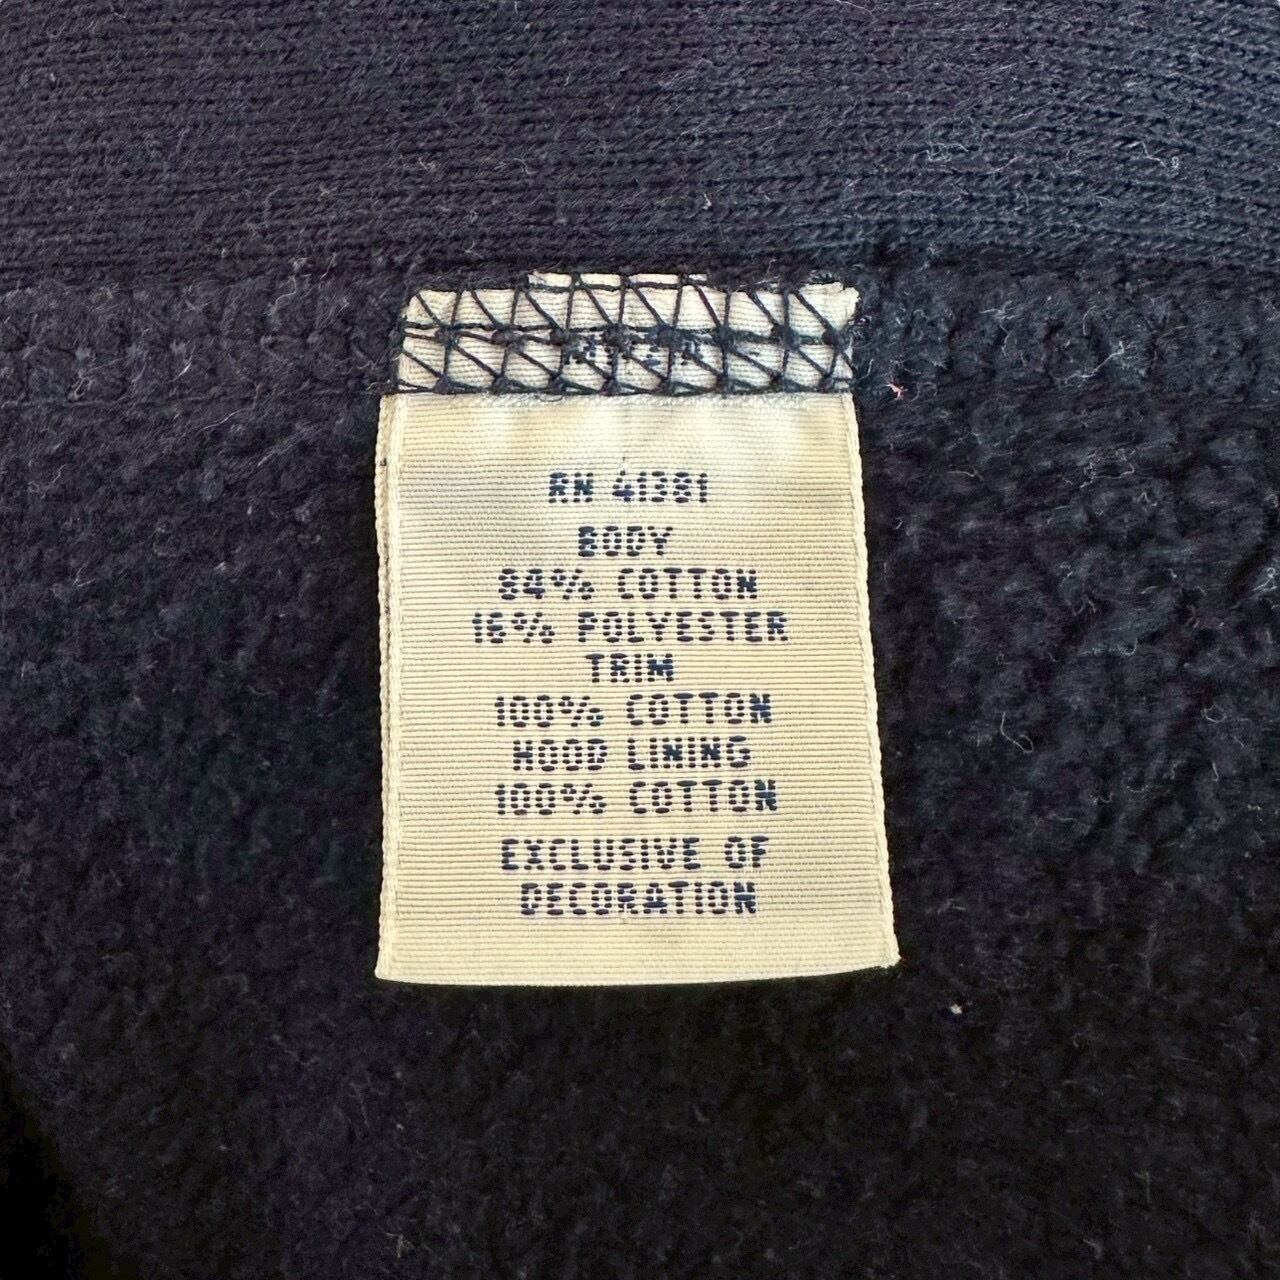 RN 41381
BODY
84% COTTON
16% POLYESTER
TRIM
100% COTTON
HOOD LINING
100% COTTON
EXCLUSIVE OF
DECORATION